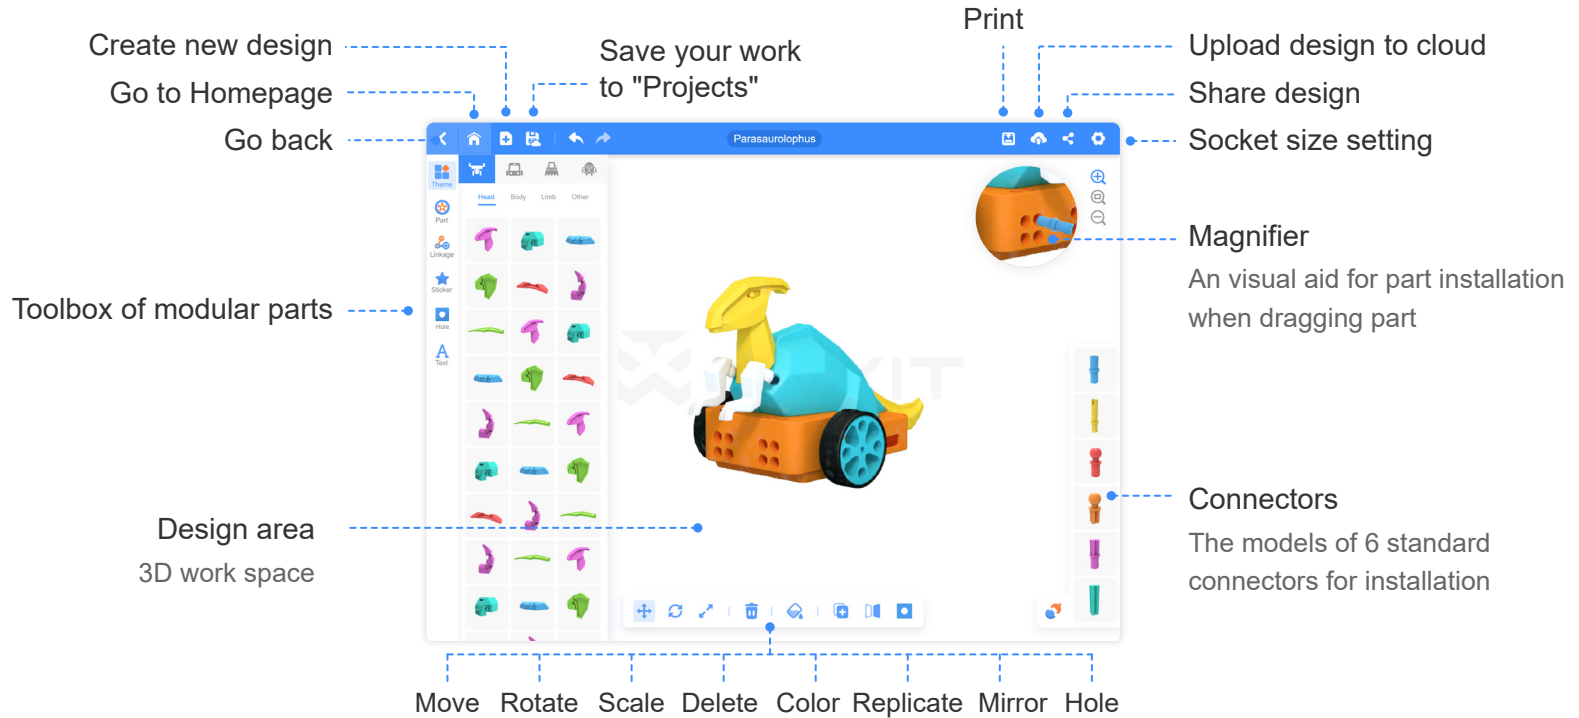 Print
Create new design
Save your work
to "Projects"
Upload design to cloud
Go to Homepage
Share design
Go back
Parasaurolophus
Socket size setting
Theme
Head
Body
Limb
Other
Part
Linkage
Magnifier
An visual aid for part installation
when dragging part
Sticker
Toolbox of modular parts
Hole
Text
KIT
Connectors
The models of 6 standard
connectors for installation
Design area
3D work space
Move
Rotate
Scale
Delete
Color
Replicate
Mirror
Hole